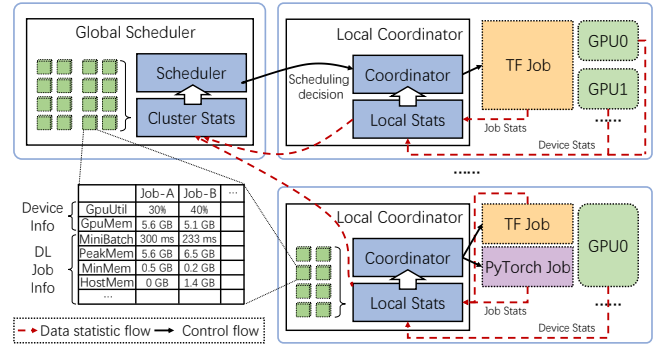 Global Scheduler
Scheduler
Cluster Stats
Scheduling
decision
Local Coordinator
Coordinator
Local Stats
TF Job
GPU0
GPU1
......
Job Stats
Device Stats
......
Job-A Job-B ...
Device
Info
GpuUtil 30% 40%
GpuMem 5.6 GB 5.1 GB
DL
Job
Info
MiniBatch 300 ms 233 ms
PeakMem 5.6 GB 6.5 GB
MinMem 0.5 GB 0.2 GB
HostMem 0 GB 1.4 GB
...
Local Coordinator
Coordinator
Local Stats
TF Job
PyTorch Job
GPU0
......
Job Stats
Device Stats
Data statistic flow Control flow